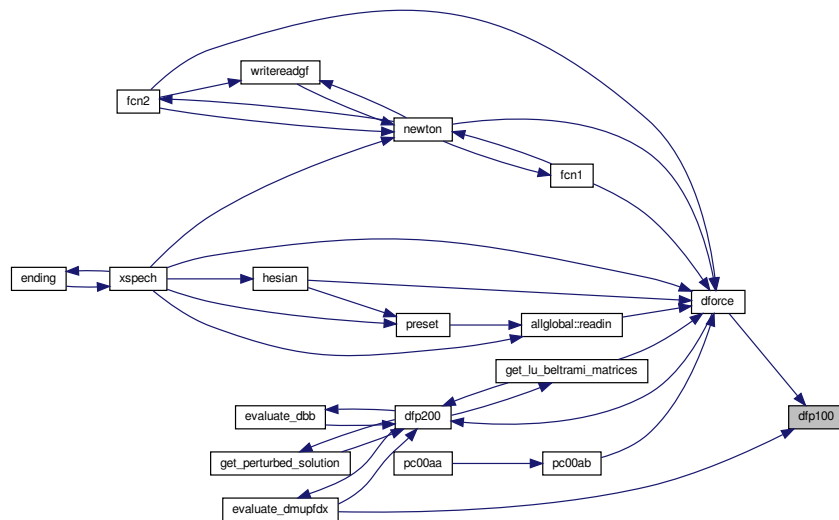 writereadgf
fcn2
newton
fcn1
ending
xspech
hesian
dforce
preset
allglobal::readin
get_lu_beltrami_matrices
evaluate_dbb
dfp200
dfp100
get_perturbed_solution
pc00aa
pc00ab
evaluate_dmupfdx